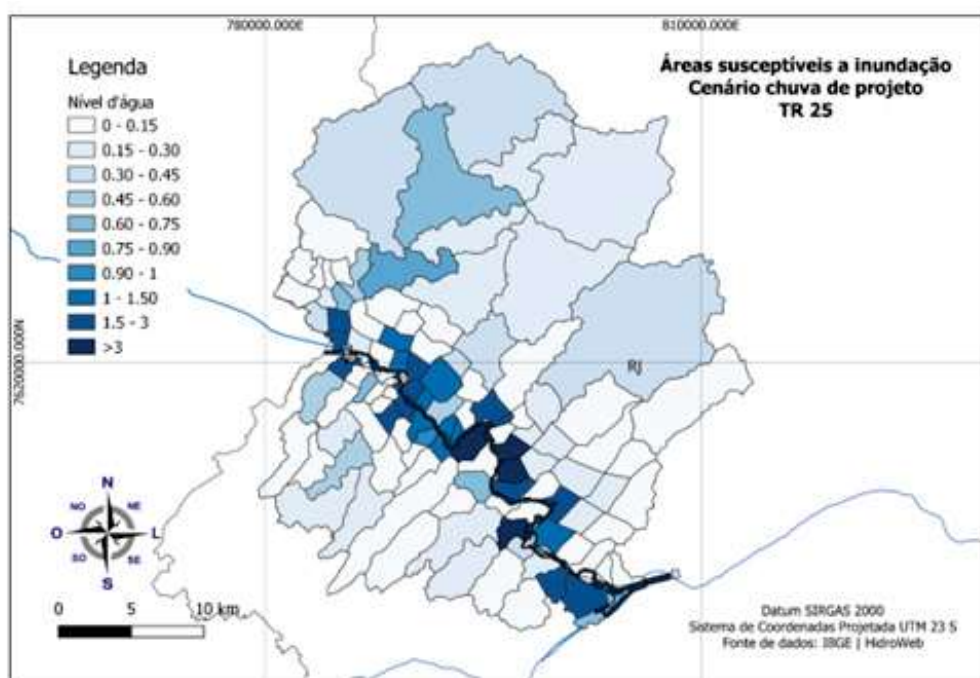 780000.000E
810000.000E
Legenda
Nível d'água
0 - 0.15
0.15 - 0.30
0.30 - 0.45
0.45 - 0.60
0.60 - 0.75
0.75 - 0.90
0.90 - 1
1 - 1.50
1.5 - 3
>3
Áreas susceptíveis a inundação
Cenário chuva de projeto
TR 25
7620000.000N
RJ
N
NO
NE
O
L
SO
SE
S
0
5
10 km
Datum SIRGAS 2000
Sistema de Coordenadas Projetada UTM 23 S
Fonte de dados: IBGE | HidroWeb